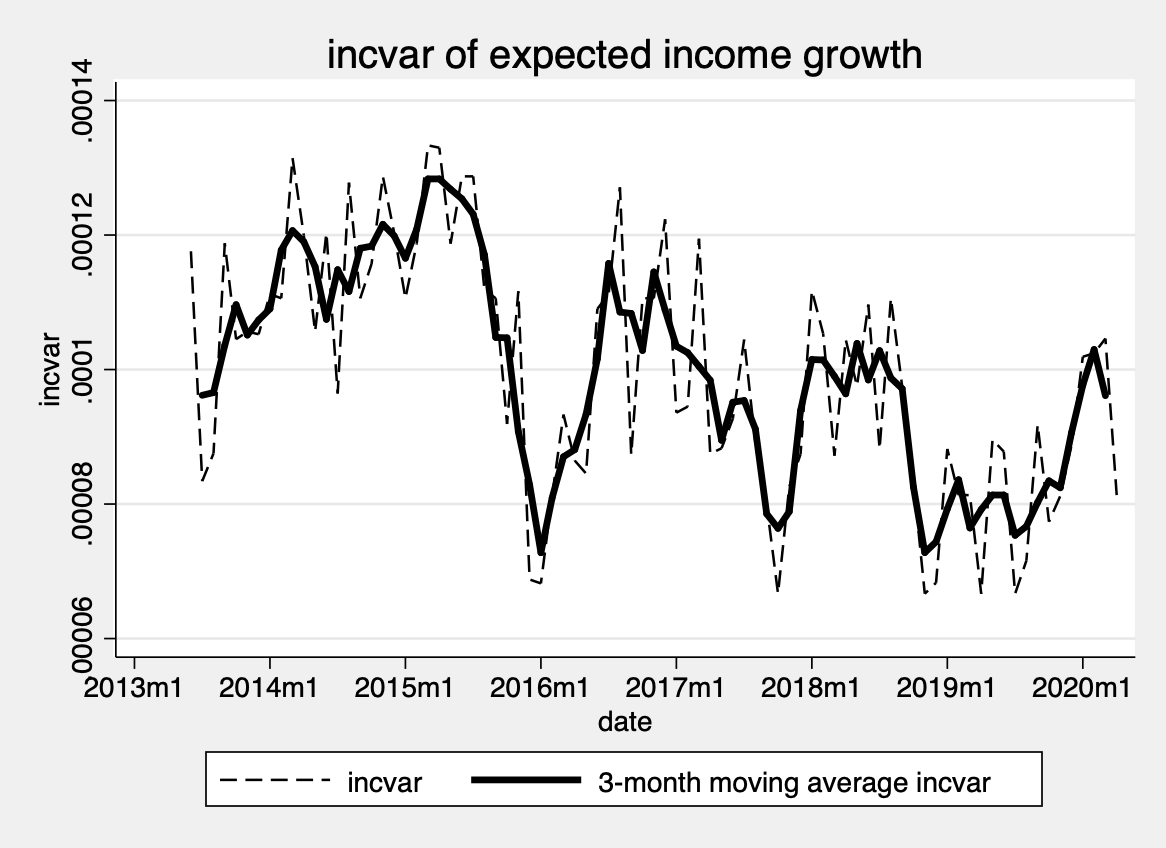 incvar of expected income growth
incvar
.00014
.00012
.0001
.00008
.00006
2013m1 2014m1 2015m1 2016m1 2017m1 2018m1 2019m1 2020m1
date
incvar 3-month moving average incvar